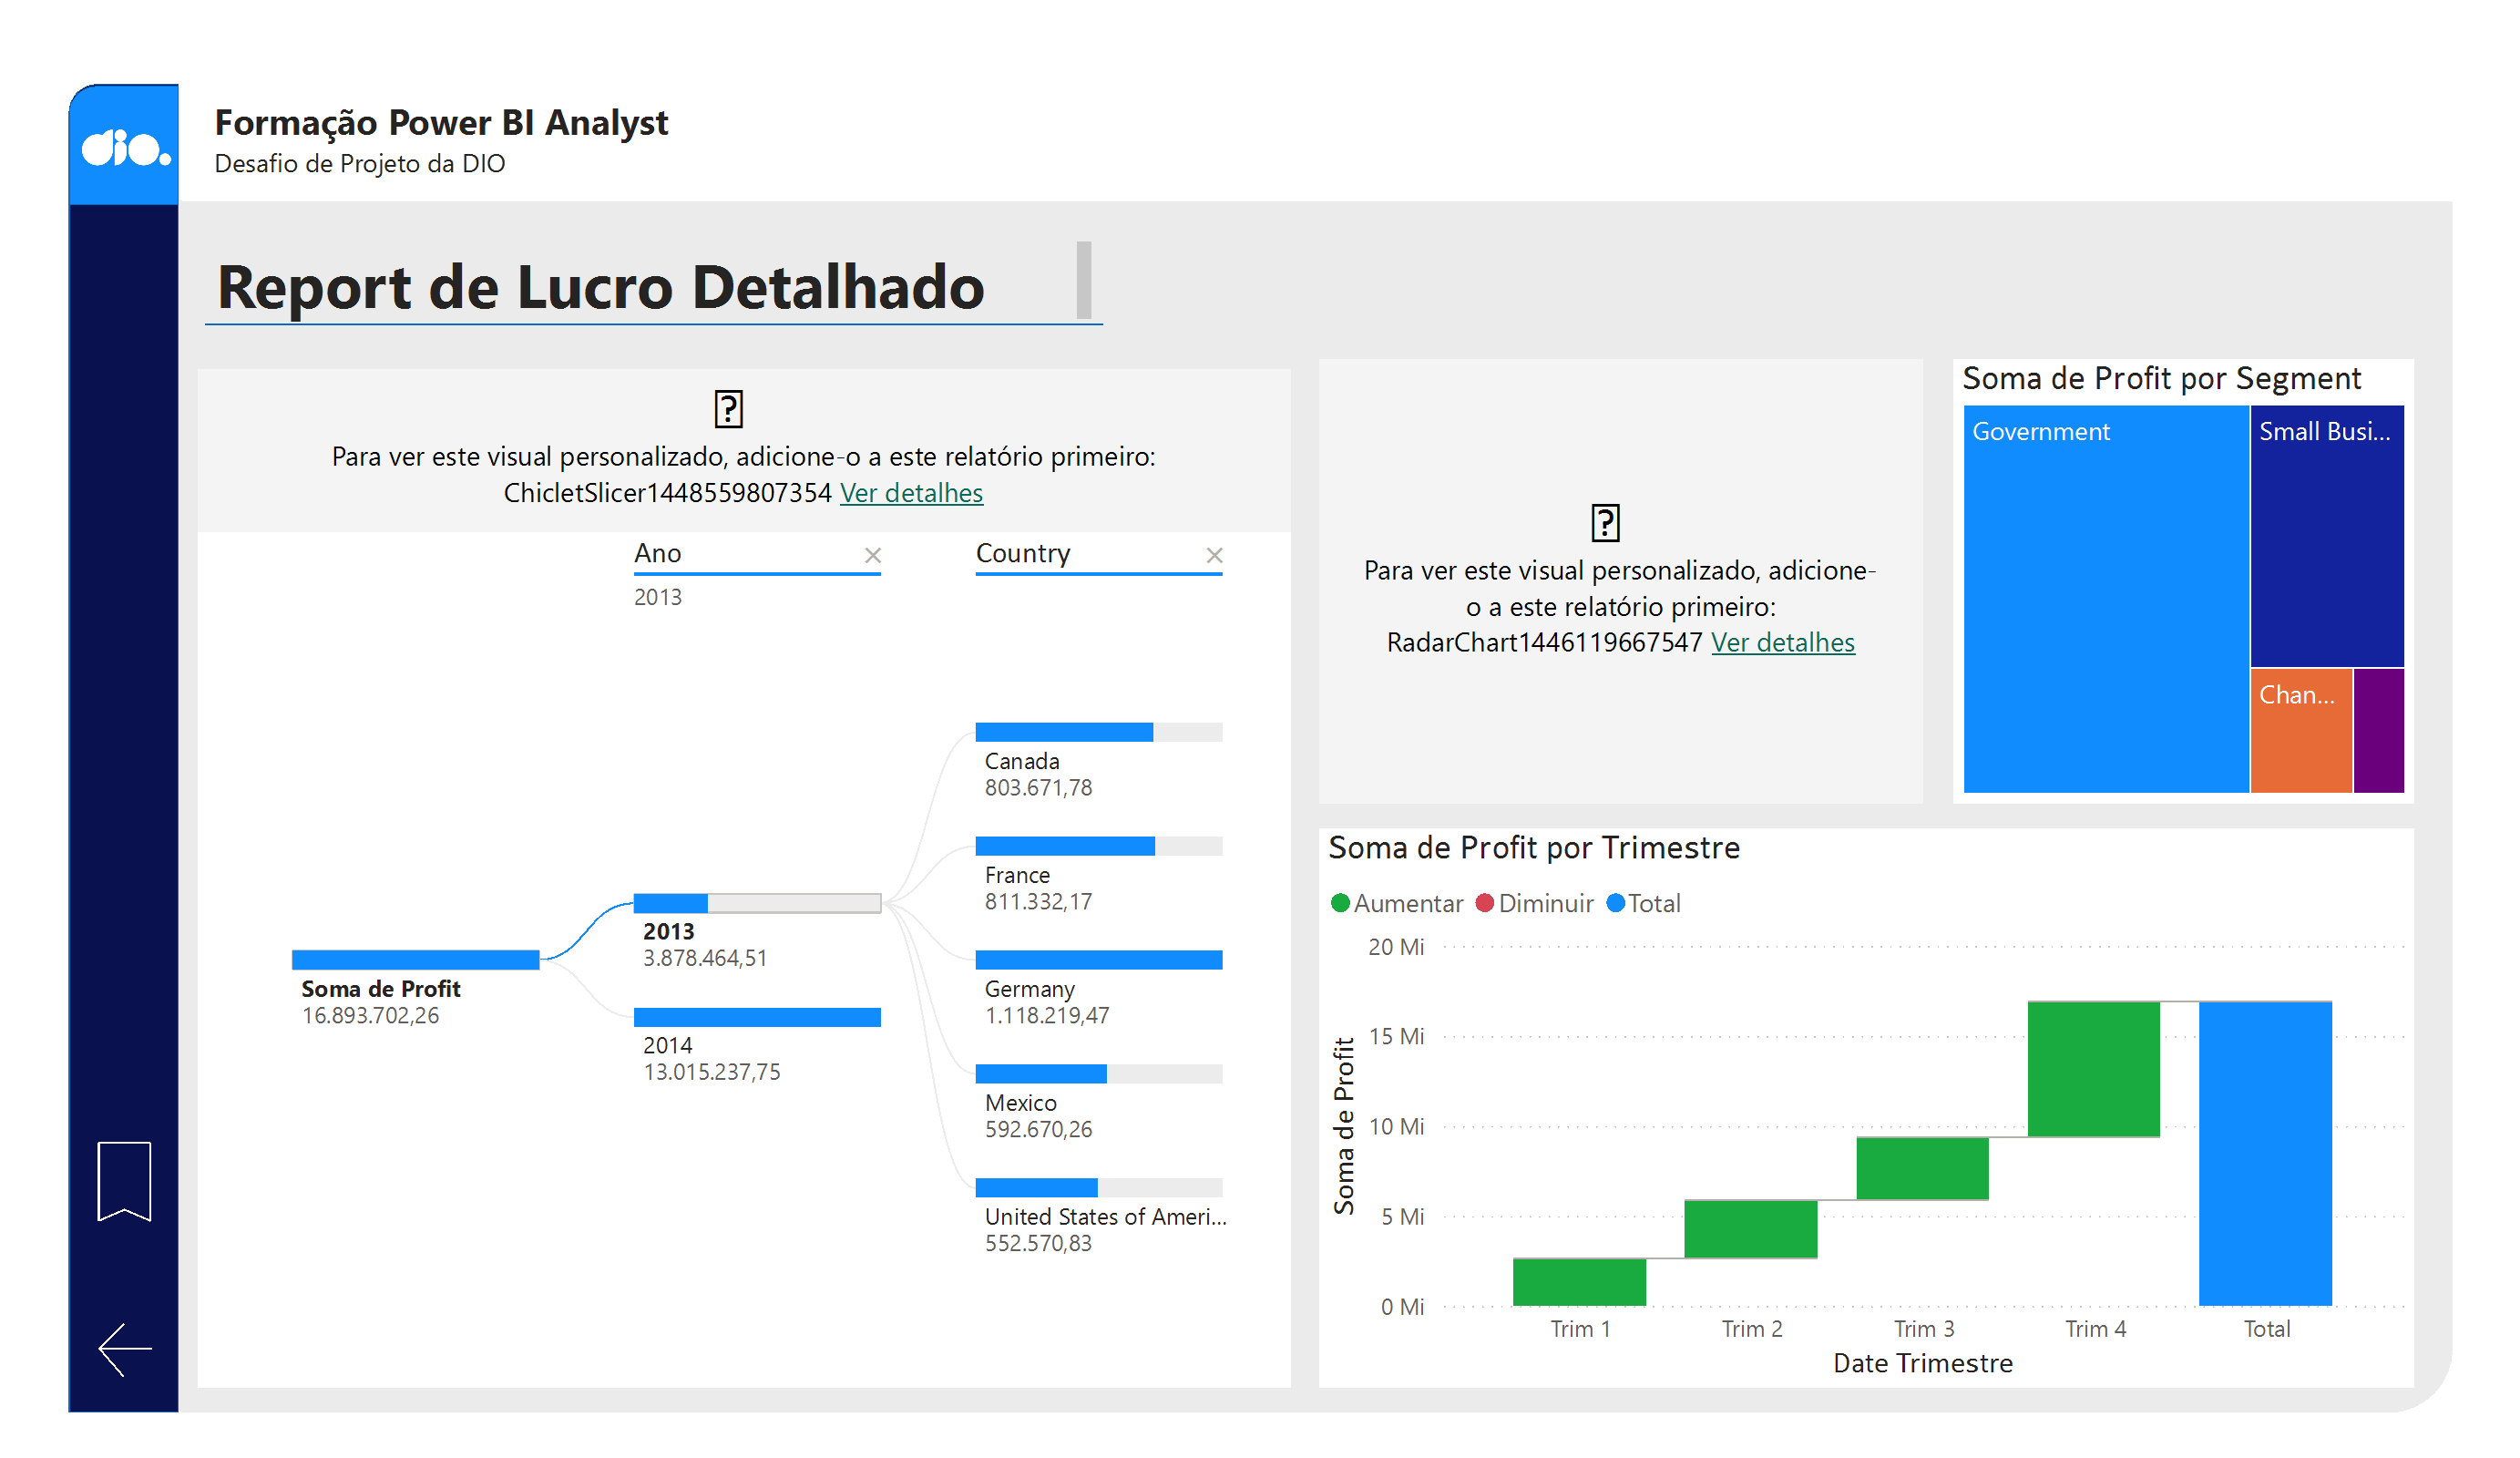 dio.
Formação Power BI Analyst
Desafio de Projeto da DIO
Report de Lucro Detalhado
Para ver este visual personalizado, adicione-o a este relatório primeiro:
ChicletSlicer1448559807354 Ver detalhes
Ano
Country
2013
Soma de Profit
16.893.702,26
2013
3.878.464,51
2014
13.015.237,75
Canada
803.671,78
France
811.332,17
Germany
1.118.219,47
Mexico
592.670,26
United States of Ameri...
552.570,83
Para ver este visual personalizado, adicione-
o a este relatório primeiro:
RadarChart1446119667547 Ver detalhes
Soma de Profit por Segment
Government
Small Busi...
Chan...
Soma de Profit por Trimestre
Aumentar Diminuir Total
Soma de Profit
20 Mi
15 Mi
10 Mi
5 Mi
0 Mi
Trim 1 Trim 2 Trim 3 Trim 4 Total
Date Trimestre